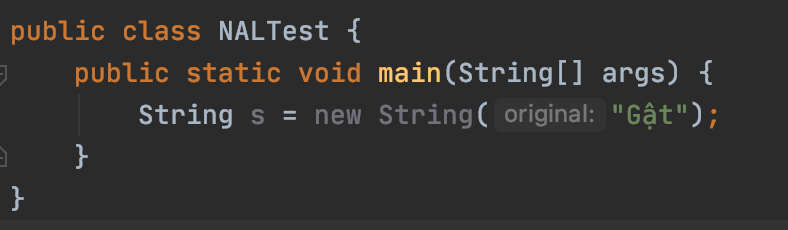 public class NALTest {
public static void main(String[] args) {
String s = new String( original: "Gật");
}
}